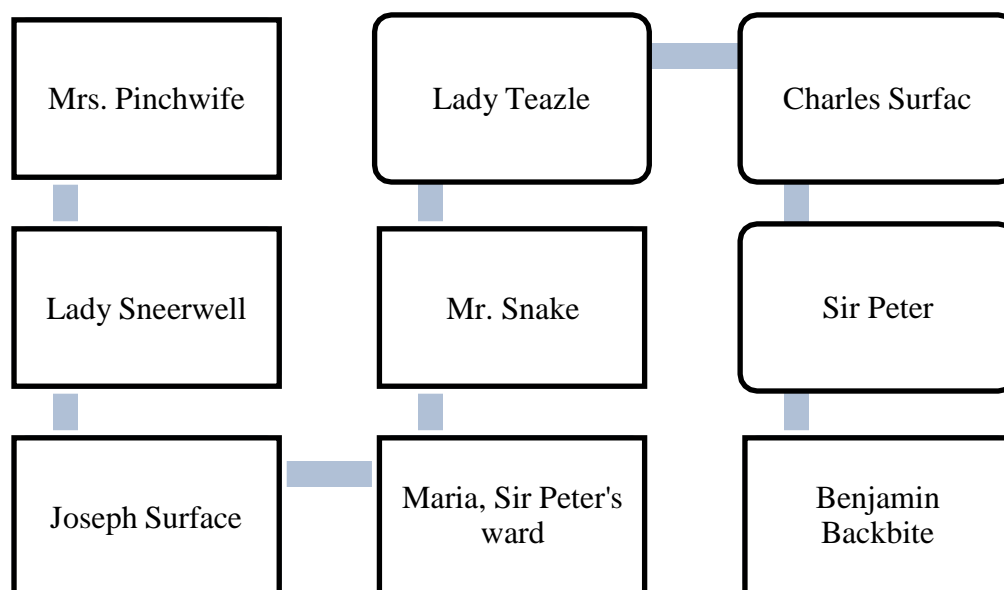 Mrs. Pinchwife
Lady Teazle
Charles Surfac
Lady Sneerwell
Mr. Snake
Sir Peter
Joseph Surface
Maria, Sir Peter's
ward
Benjamin
Backbite